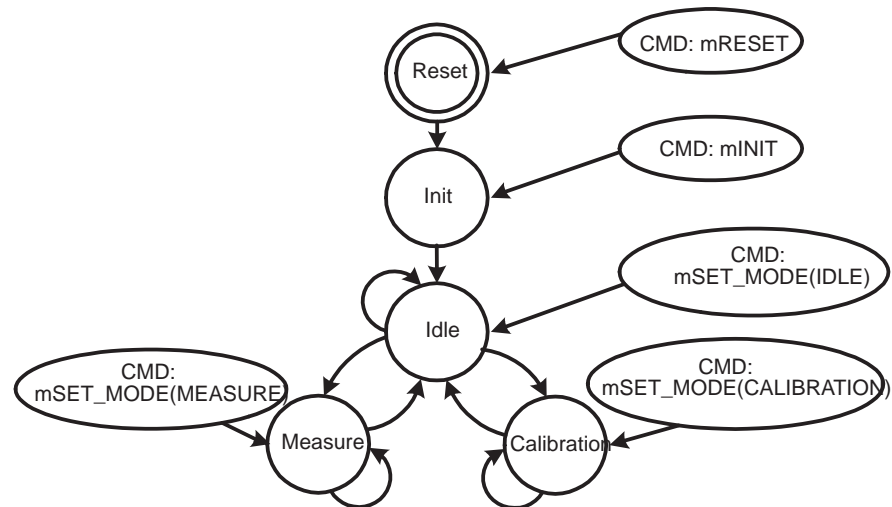 Reset
CMD: mRESET
Init
CMD: mINIT
Idle
CMD:
mSET_MODE(IDLE)
CMD:
mSET_MODE(MEASURE)
CMD:
mSET_MODE(CALIBRATION)
Measure
Calibration